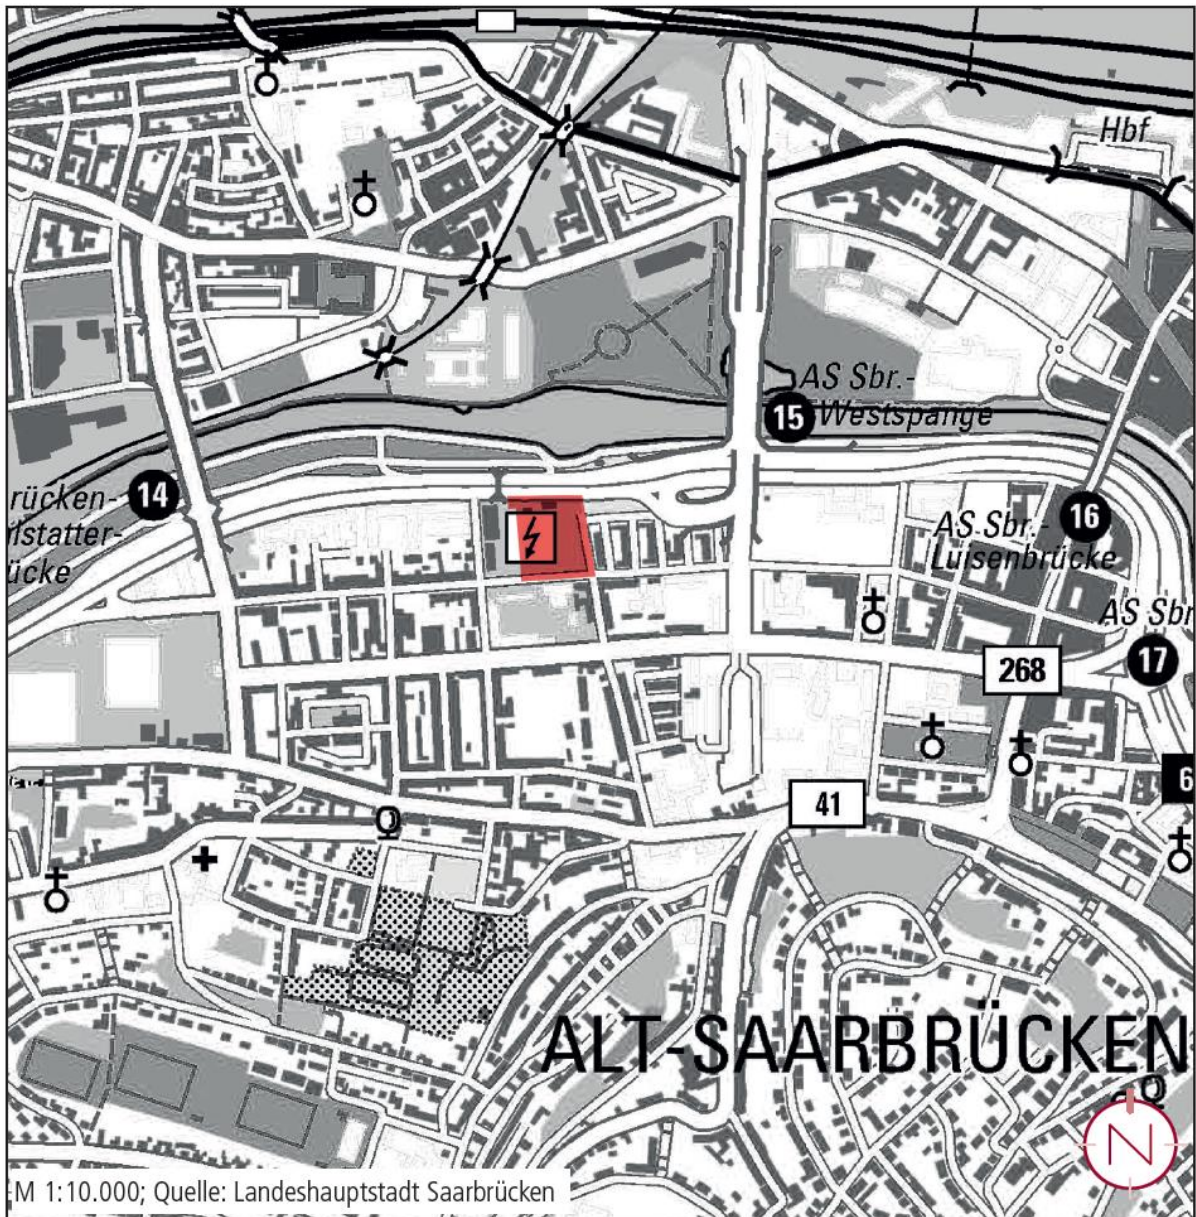 Hbf
AS Sbr.-
15 Westspange
rücken- 14
lstatter-
ücke
AS Sbr.- 16
Luisenbrücke
AS Sbr
17
268
41
6
ALT-SAARBRÜCKEN
N
M 1:10.000; Quelle: Landeshauptstadt Saarbrücken